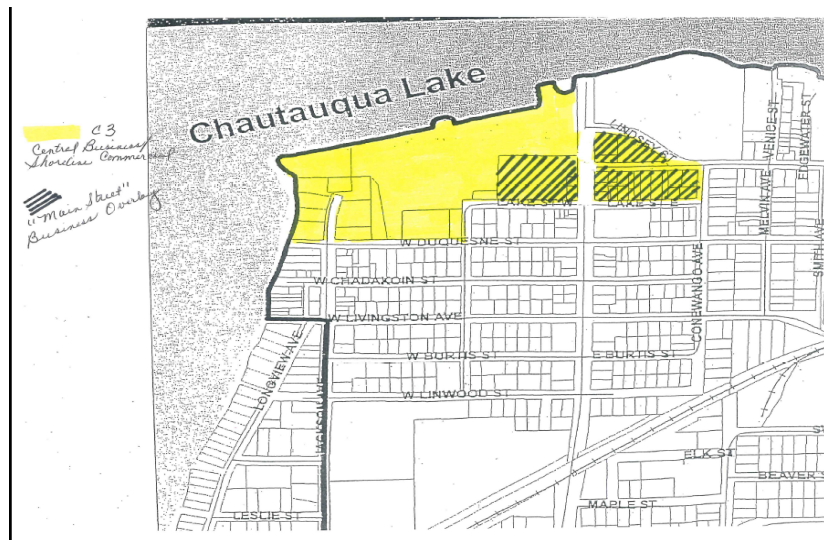 Chautauqua Lake
C3
Central Business/
Shoreline Commercial
"Main Street"
Business Overlay
LINDSEY PL
VENICE ST
EDGEWATER ST
MELVIN AVE
SMITH AVE
LAKE ST W
LAKE ST E
W DUQUESNE ST
W CHADAKOIN ST
CONEWANGO AVE
W LIVINGSTON AVE
LONGVIEW AVE
W BURTIS ST
E BURTIS ST
JACKSON AVE
W LINWOOD ST
ELK ST
BEAVER S
MAPLE ST
LESLIE ST